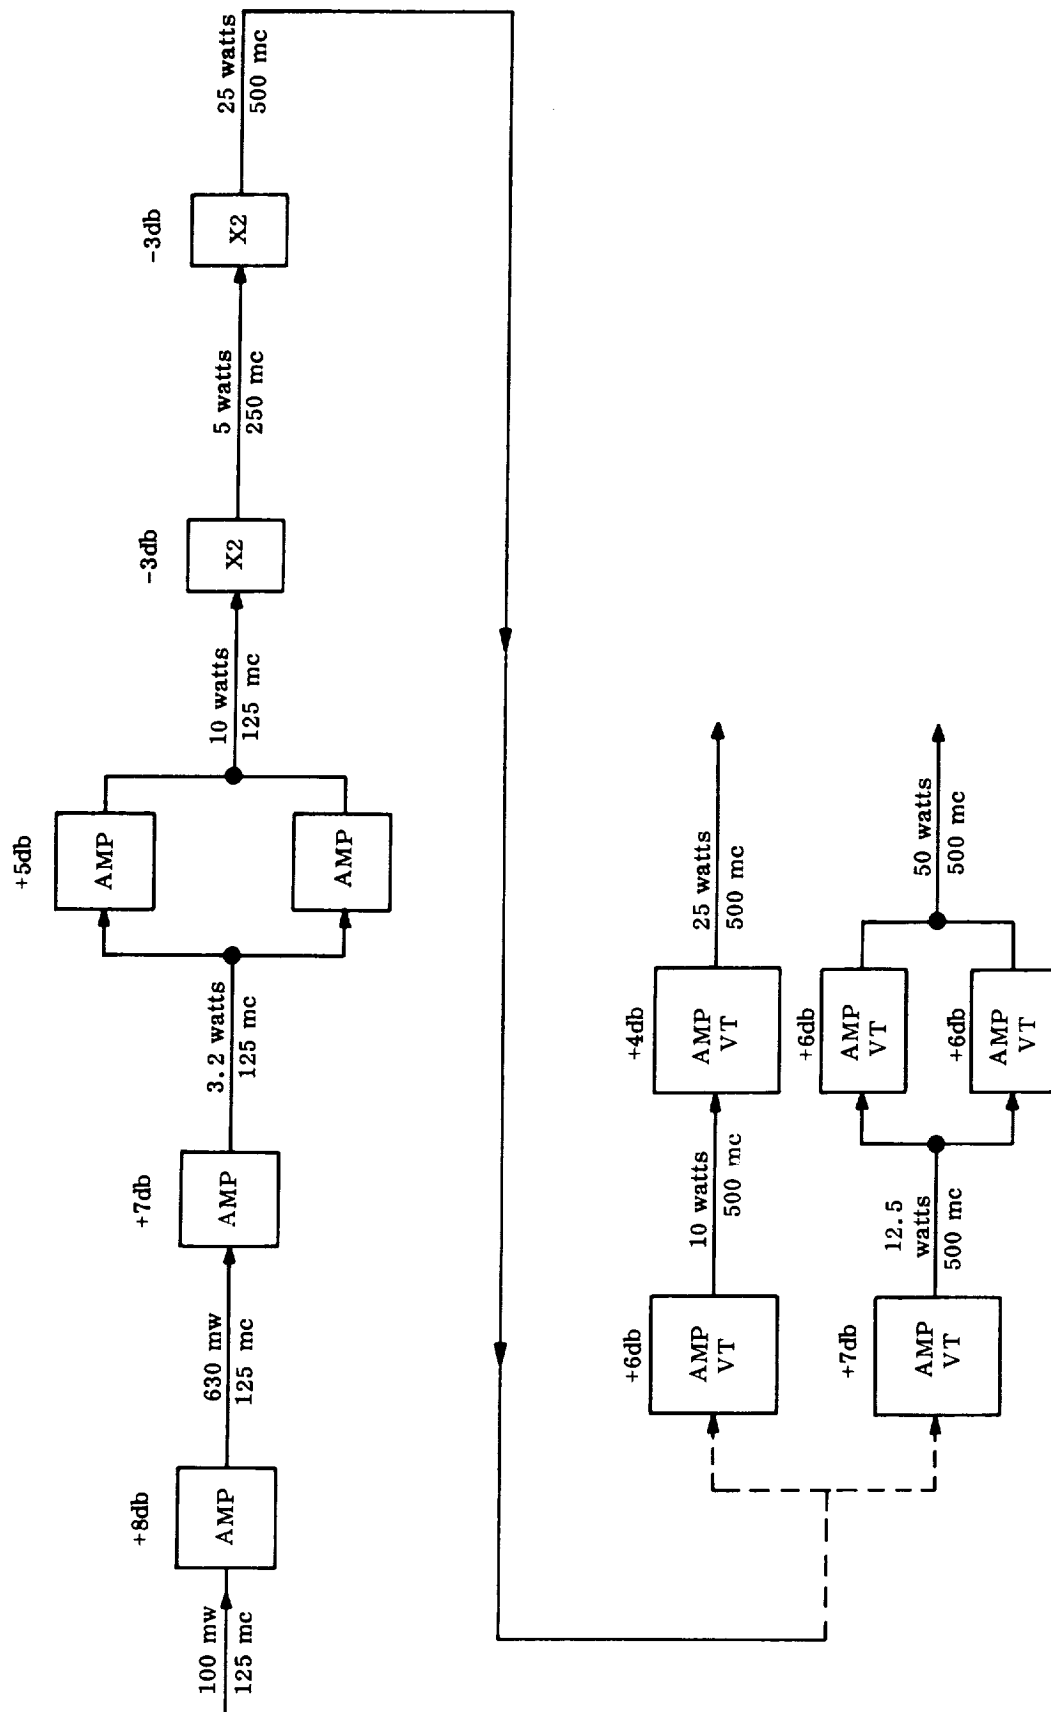 100 mw
125 mc
+8db
AMP
630 mw
125 mc
+7db
AMP
3.2 watts
125 mc
+5db
AMP
AMP
10 watts
125 mc
-3db
X2
5 watts
250 mc
-3db
X2
25 watts
500 mc
+6db
AMP
VT
10 watts
500 mc
+4db
AMP
VT
25 watts
500 mc
+7db
AMP
VT
12.5
watts
500 mc
+6db
AMP
VT
+6db
AMP
VT
50 watts
500 mc